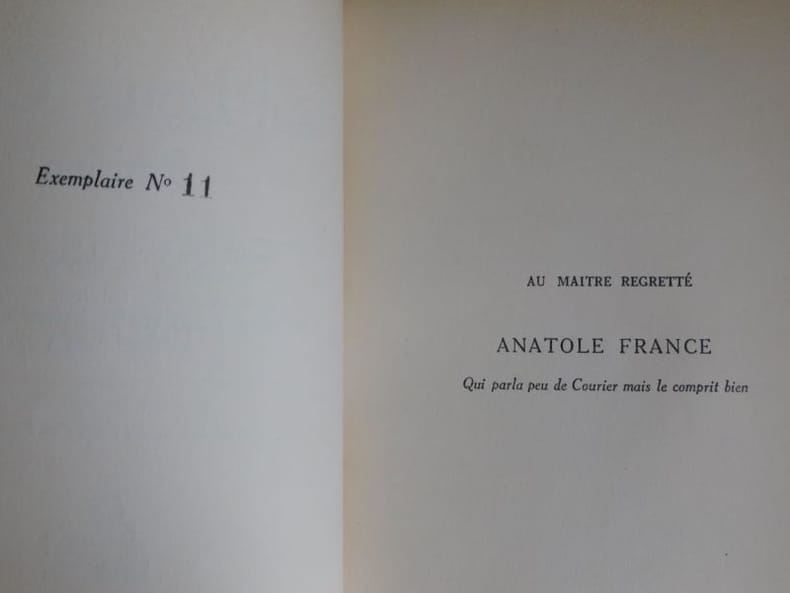 Exemplaire Nº 11
AU MAITRE REGRETTÉ
ANATOLE FRANCE
Qui parla peu de Courier mais le comprit bien